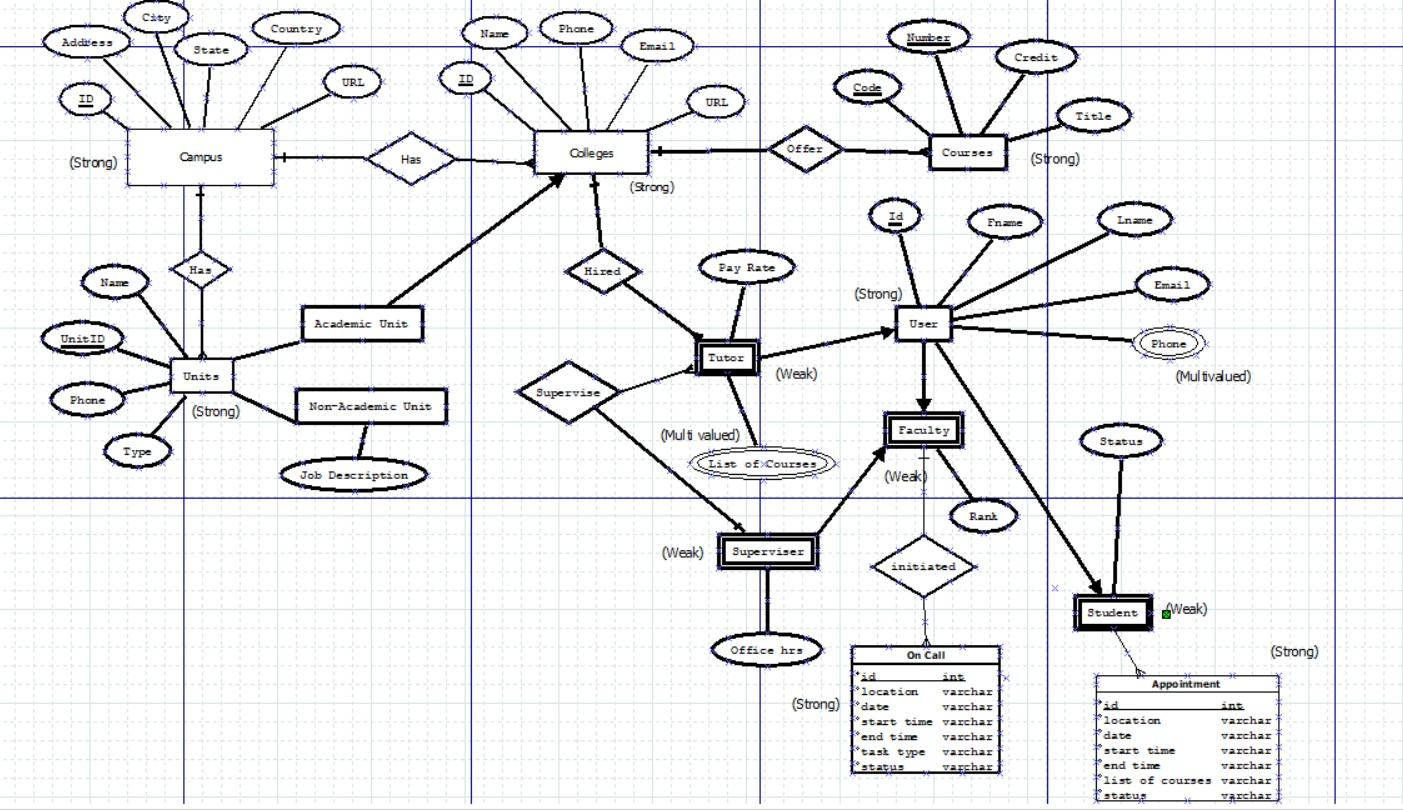 City
Address
State
Country
ID
URL
(Strong)
Campus
Has
Name
Phone
Email
ID
URL
Colleges
(Strong)
Offer
Number
Code
Credit
Title
Courses
(Strong)
Has
Name
UnitID
Phone
Type
Units
(Strong)
Academic Unit
Non-Academic Unit
Job Description
Hired
Pay Rate
Tutor
(Weak)
Supervise
(Multi valued)
List of Courses
(Weak)
Superviser
Office hrs
Id
Fname
Lname
Email
Phone
(Multivalued)
(Strong)
User
Faculty
(Weak)
Rank
initiated
Status
Student
(Weak)
(Strong)
On Call
id int
location varchar
date varchar
start time varchar
end time varchar
task type varchar
status varchar
(Strong)
Appointment
id int
location varchar
date varchar
start time varchar
end time varchar
list of courses varchar
status varchar